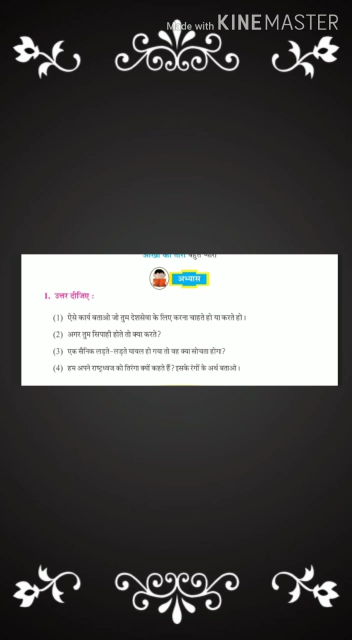 Made with KINEMASTER
आँखों का तारा बहुत प्यारा
अभ्यास
1. उत्तर दीजिए :
(1) ऐसे कार्य बताओ जो तुम देशसेवा के लिए करना चाहते हो या करते हो।
(2) अगर तुम सिपाही होते तो क्या करते?
(3) एक सैनिक लड़ते-लड़ते घायल हो गया तो वह क्या सोचता होगा?
(4) हम अपने राष्ट्रध्वज को तिरंगा क्यों कहते हैं? इसके रंगों के अर्थ बताओ।